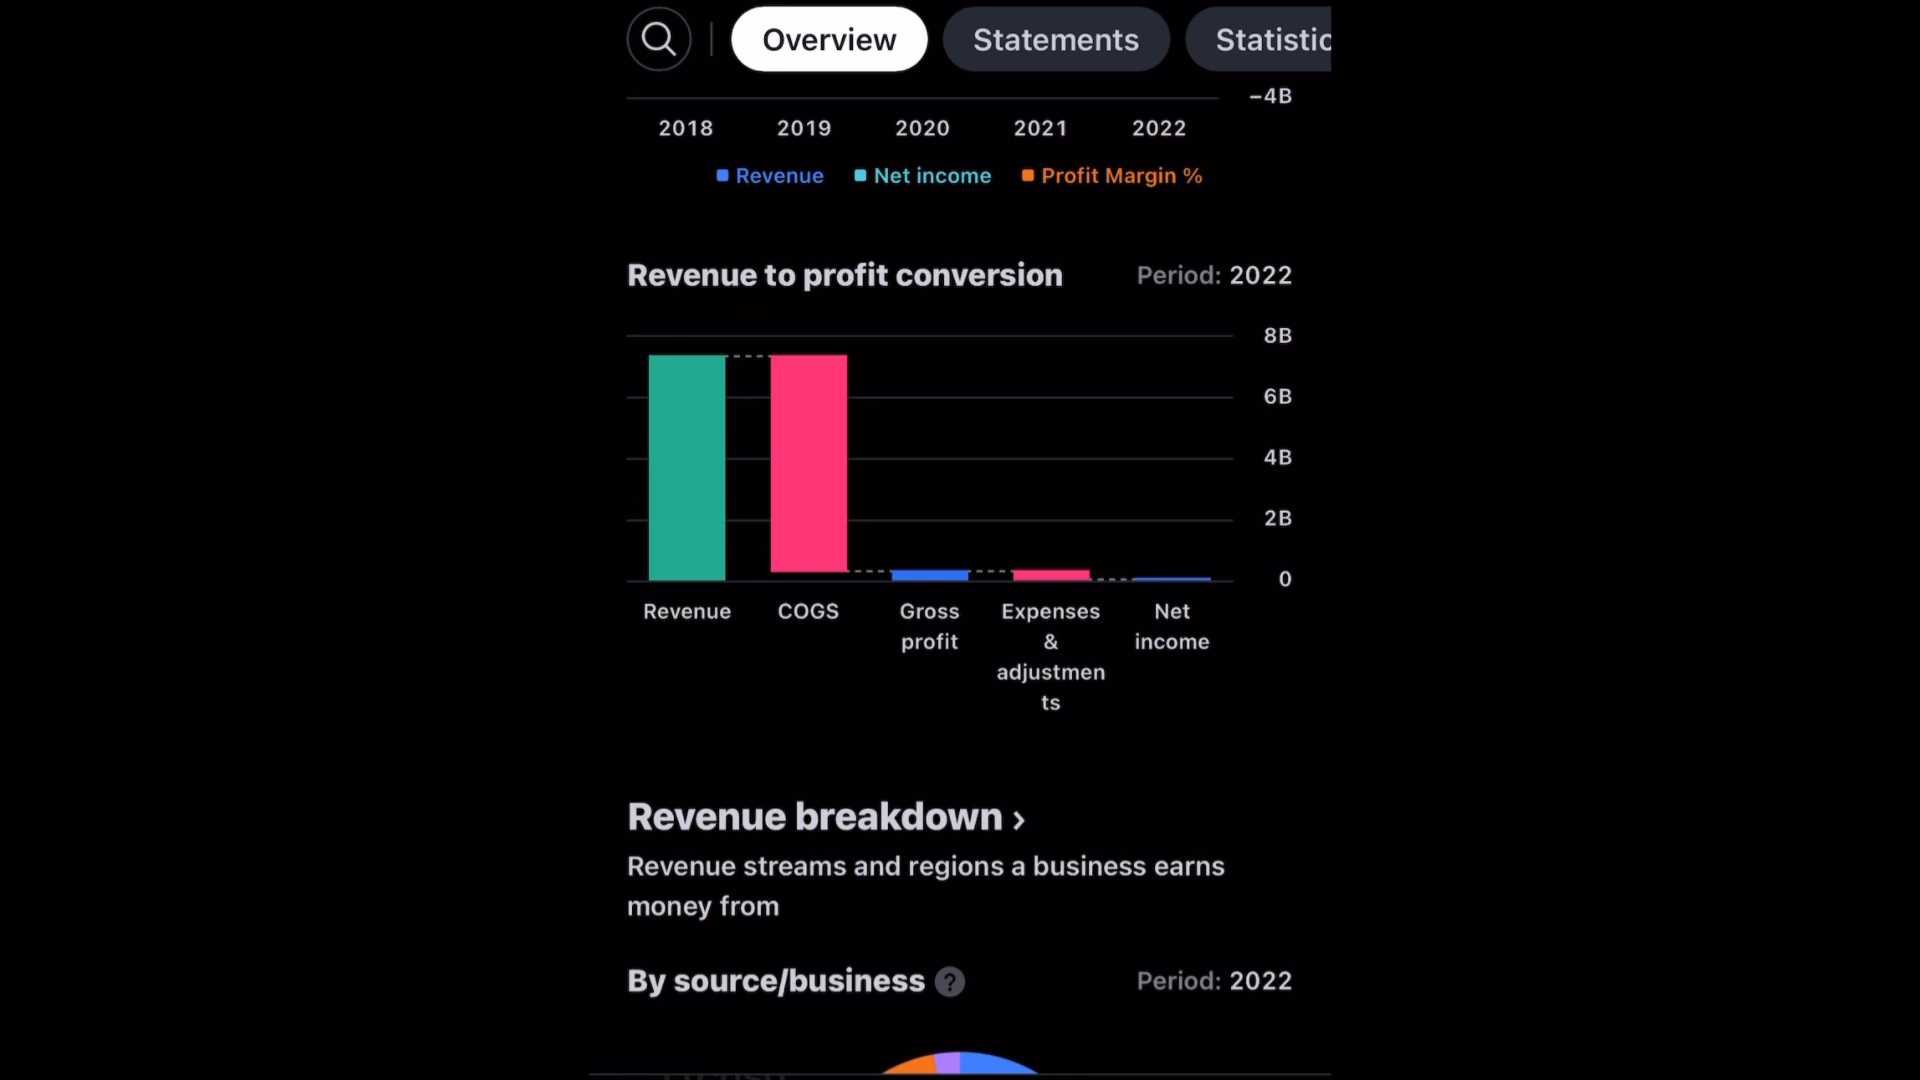 Overview Statements Statistic
−4B
2018 2019 2020 2021 2022
Revenue Net income Profit Margin %
Revenue to profit conversion Period: 2022
8B
6B
4B
2B
0
Revenue COGS Gross profit Expenses & adjustmen ts Net income
Revenue breakdown ›
Revenue streams and regions a business earns
money from
By source/business ? Period: 2022